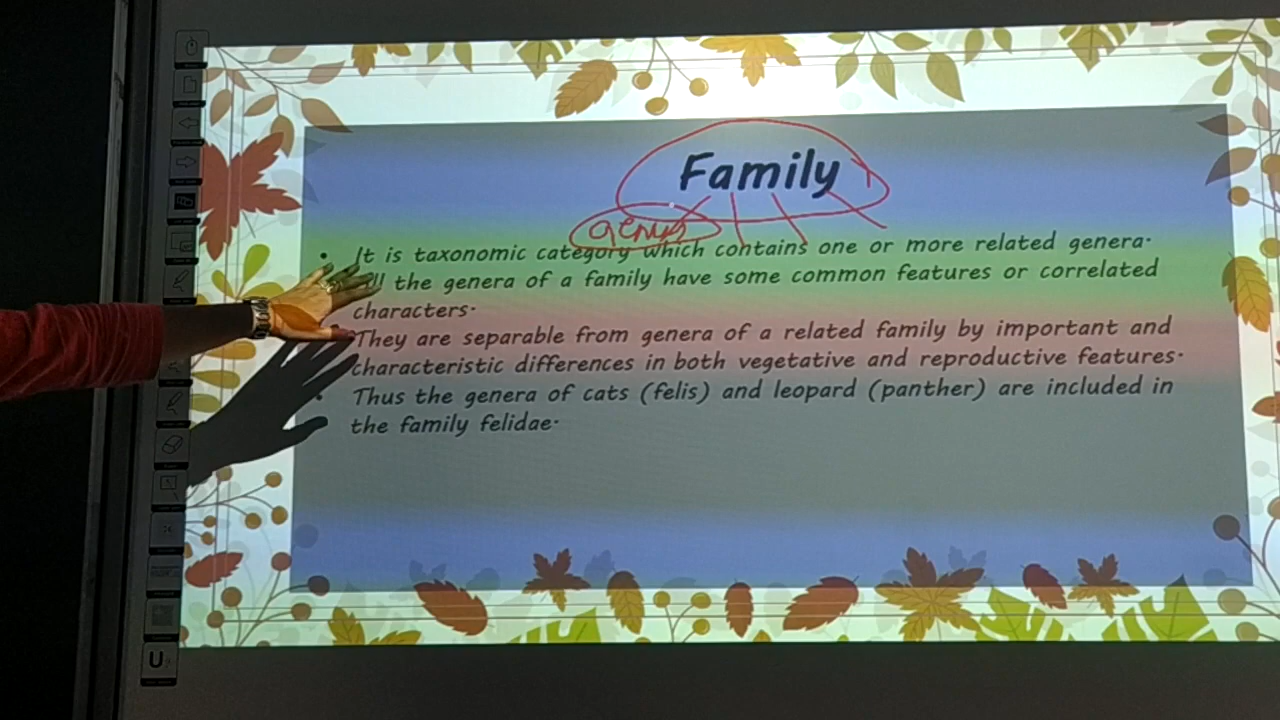 Family
genus
It is taxonomic category which contains one or more related genera.
the genera of a family have some common features or correlated
characters.
They are separable from genera of a related family by important and
characteristic differences in both vegetative and reproductive features.
Thus the genera of cats (felis) and leopard (panther) are included in
the family felidae.
U